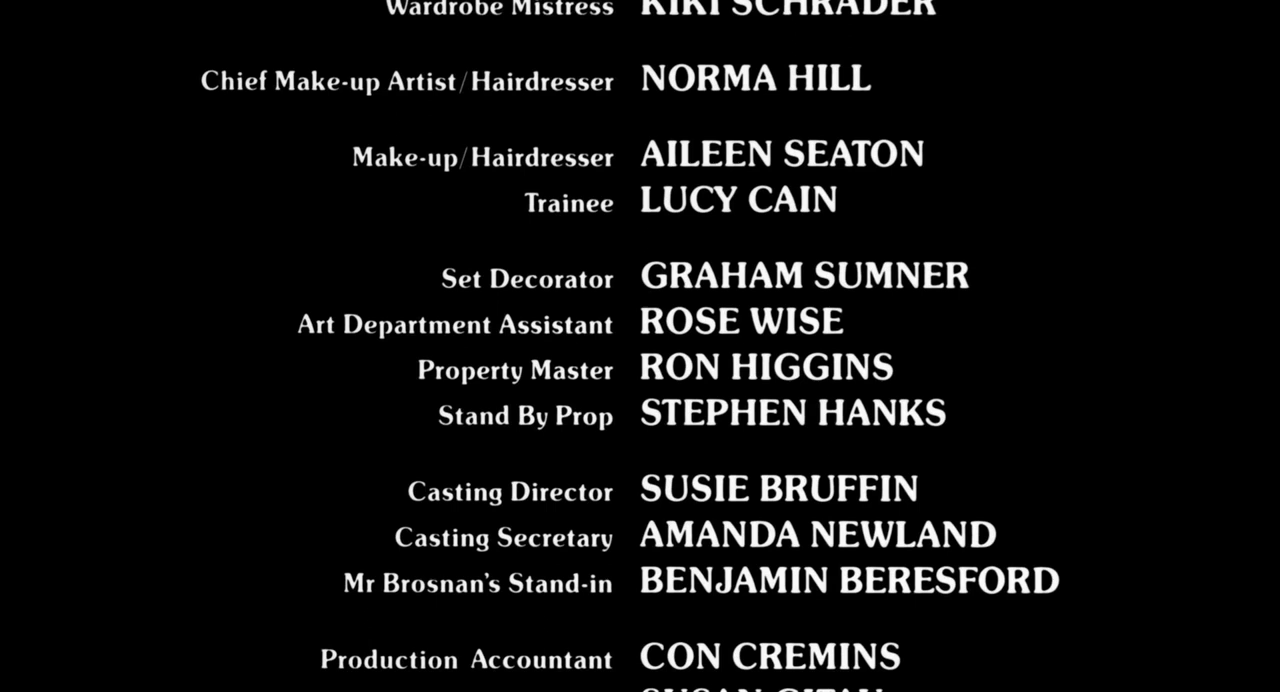 Wardrobe Mistress KIKI SCHRADER
Chief Make-up Artist/Hairdresser NORMA HILL
Make-up/Hairdresser AILEEN SEATON
Trainee LUCY CAIN
Set Decorator GRAHAM SUMNER
Art Department Assistant ROSE WISE
Property Master RON HIGGINS
Stand By Prop STEPHEN HANKS
Casting Director SUSIE BRUFFIN
Casting Secretary AMANDA NEWLAND
Mr Brosnan's Stand-in BENJAMIN BERESFORD
Production Accountant CON CREMINS